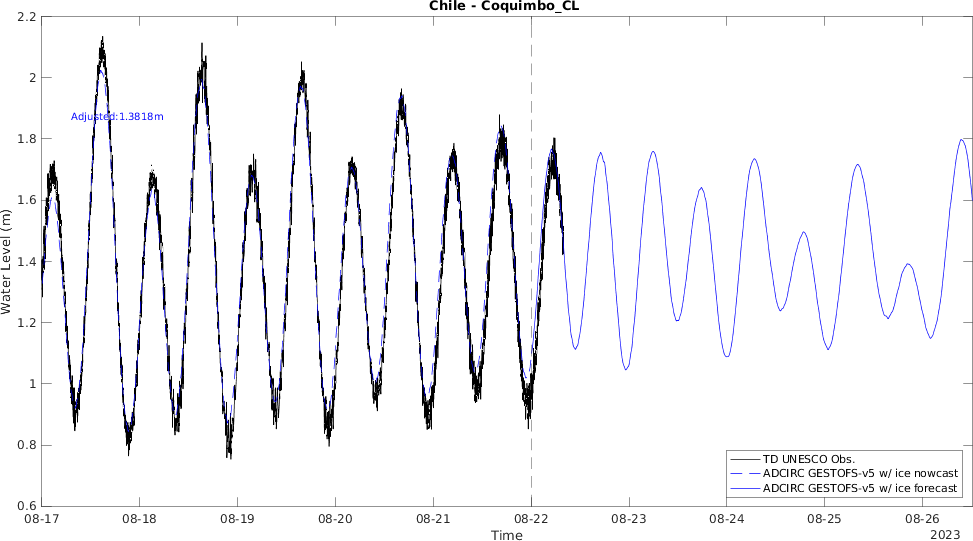 Chile - Coquimbo_CL
2.2
2
1.8
1.6
1.4
1.2
1
0.8
0.6
Water Level (m)
Adjusted:1.3818m
TD UNESCO Obs.
ADCIRC GESTOFS-v5 w/ ice nowcast
ADCIRC GESTOFS-v5 w/ ice forecast
08-17 08-18 08-19 08-20 08-21 08-22 08-23 08-24 08-25 08-26
Time
2023